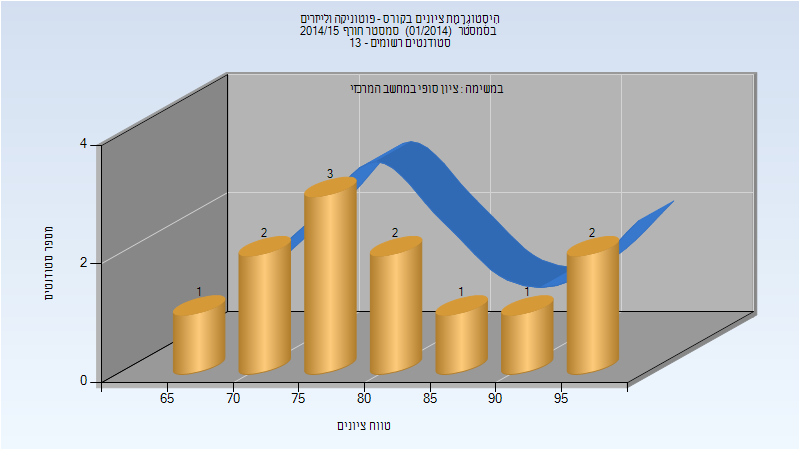 היסטוגרמת ציונים בקורס - פוטוניקה ולייזרים
בסמסטר (01/2014) סמסטר חורף 2014/15
סטודנטים רשומים - 13
במשימה : ציון סופי במחשב המרכזי
מספר סטודנטים
4
2
0
1
2
3
2
1
1
2
65 70 75 80 85 90 95
טווח ציונים